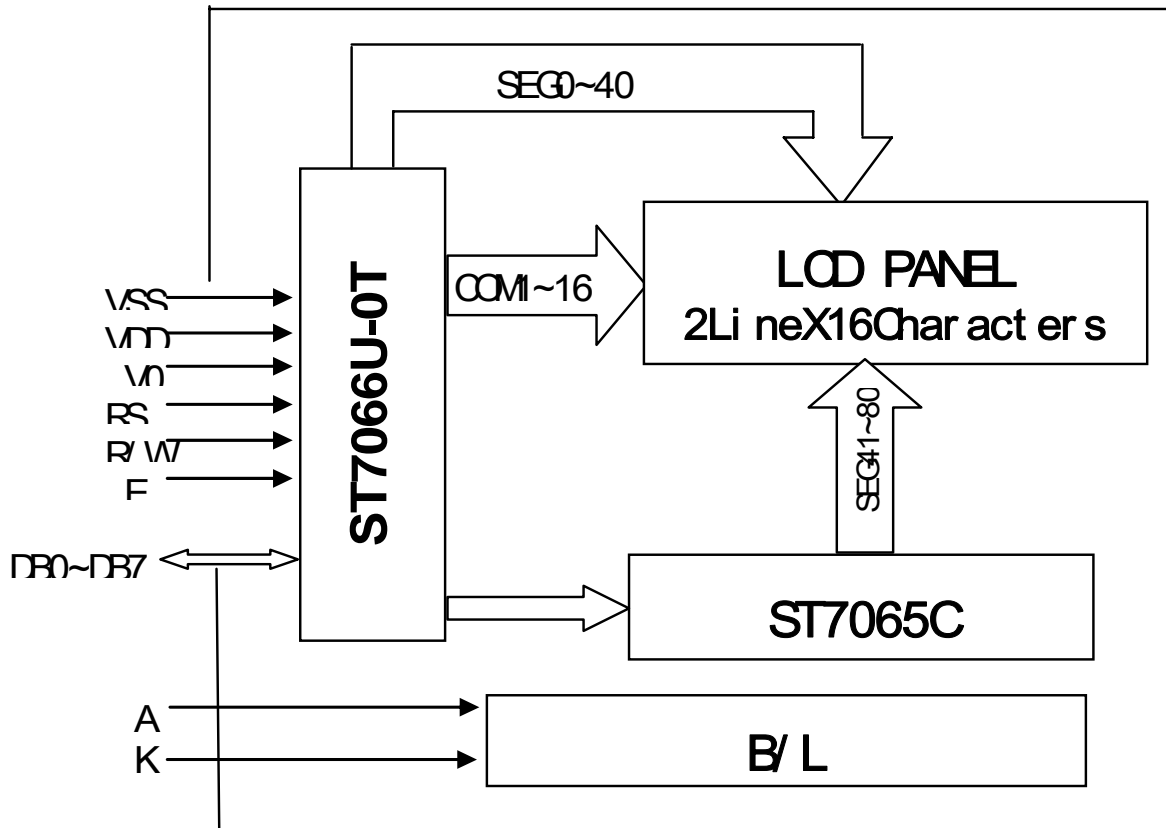 SEG0~40
LCD PANEL
2LineX16Characters
COM1~16
VSS
VDD
V0
RS
R/W
E
DB0~DB7
ST7066U-0T
SEG41~80
ST7065C
A
K
B/L